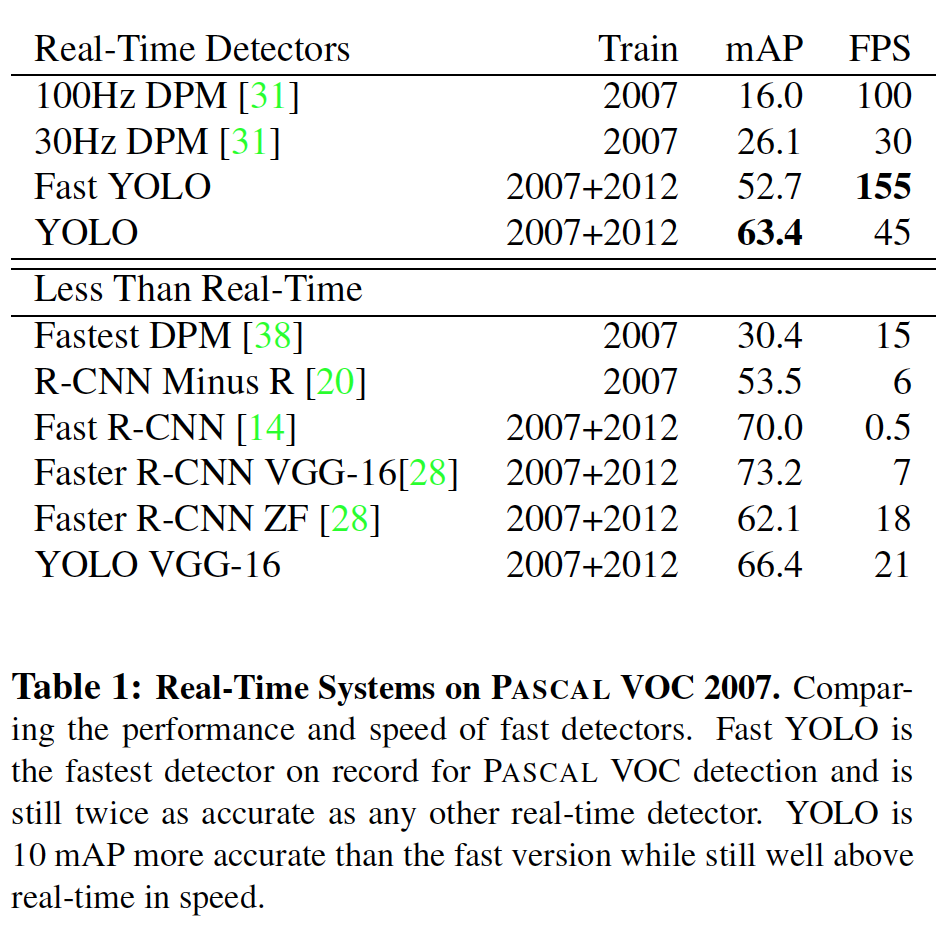 Real-Time Detectors Train mAP FPS
100Hz DPM [31] 2007 16.0 100
30Hz DPM [31] 2007 26.1 30
Fast YOLO 2007+2012 52.7 155
YOLO 2007+2012 63.4 45
Less Than Real-Time
Fastest DPM [38] 2007 30.4 15
R-CNN Minus R [20] 2007 53.5 6
Fast R-CNN [14] 2007+2012 70.0 0.5
Faster R-CNN VGG-16[28] 2007+2012 73.2 7
Faster R-CNN ZF [28] 2007+2012 62.1 18
YOLO VGG-16 2007+2012 66.4 21
Table 1: Real-Time Systems on PASCAL VOC 2007. Compar-
ing the performance and speed of fast detectors. Fast YOLO is
the fastest detector on record for PASCAL VOC detection and is
still twice as accurate as any other real-time detector. YOLO is
10 mAP more accurate than the fast version while still well above
real-time in speed.